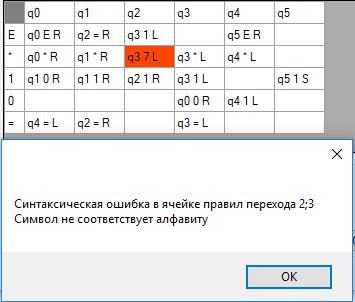 q0 q1 q2 q3 q4 q5
E q0 E R q2 = R q3 1 L q5 E R
* q0 * R q1 * R q3 7 L q3 * L q4 * L
1 q1 0 R q1 1 R q2 1 R q3 1 L q5 1 S
0 q0 0 R q4 1 L
= q4 = L q2 = R q3 = L
Синтаксическая ошибка в ячейке правил перехода 2;3
Символ не соответствует алфавиту
OK